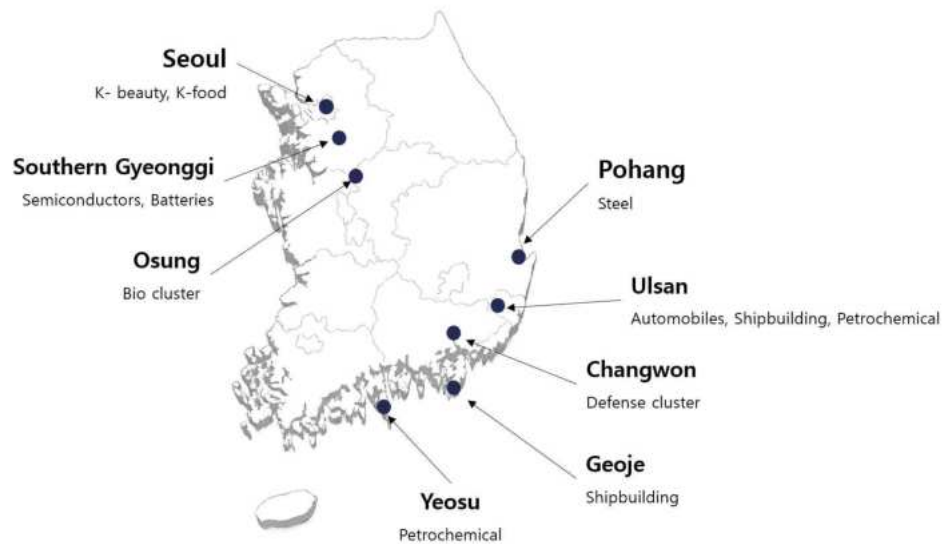 Seoul
K- beauty, K-food
Southern Gyeonggi
Semiconductors, Batteries
Osung
Bio cluster
Pohang
Steel
Ulsan
Automobiles, Shipbuilding, Petrochemical
Changwon
Defense cluster
Geoje
Shipbuilding
Yeosu
Petrochemical